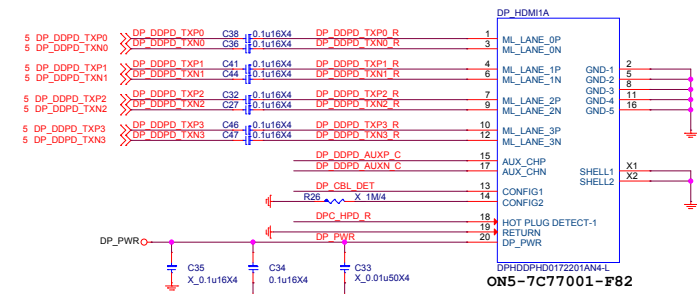 DP_HDMI1A
5 DP_DDPD_TXP0 DP_DDPD_TXP0 C38 0.1u16X4 DP_DDPD_TXP0_R 1 ML_LANE_0P
5 DP_DDPD_TXN0 DP_DDPD_TXN0 C36 0.1u16X4 DP_DDPD_TXN0_R 3 ML_LANE_0N
5 DP_DDPD_TXP1 DP_DDPD_TXP1 C41 0.1u16X4 DP_DDPD_TXP1_R 4 ML_LANE_1P GND-1 2
5 DP_DDPD_TXN1 DP_DDPD_TXN1 C44 0.1u16X4 DP_DDPD_TXN1_R 6 ML_LANE_1N GND-2 5
GND-3 8
5 DP_DDPD_TXP2 DP_DDPD_TXP2 C32 0.1u16X4 DP_DDPD_TXP2_R 7 ML_LANE_2P GND-4 11
5 DP_DDPD_TXN2 DP_DDPD_TXN2 C27 0.1u16X4 DP_DDPD_TXN2_R 9 ML_LANE_2N GND-5 16
5 DP_DDPD_TXP3 DP_DDPD_TXP3 C46 0.1u16X4 DP_DDPD_TXP3_R 10 ML_LANE_3P
5 DP_DDPD_TXN3 DP_DDPD_TXN3 C47 0.1u16X4 DP_DDPD_TXN3_R 12 ML_LANE_3N
DP_DDPD_AUXP_C 15 AUX_CHP
DP_DDPD_AUXN_C 17 AUX_CHN SHELL1 X1
SHELL2 X2
DP_CBL_DET 13 CONFIG1
R26 X_1M/4 14 CONFIG2
DPC_HPD_R 18 HOT PLUG DETECT-1
19 RETURN
DP_PWR DP_PWR 20 DP_PWR
C35 C34 C33
X_0.1u16X4 0.1u16X4 X_0.01u50X4
DPHDDPHD0172201AN4-L
ON5-7C77001-F82